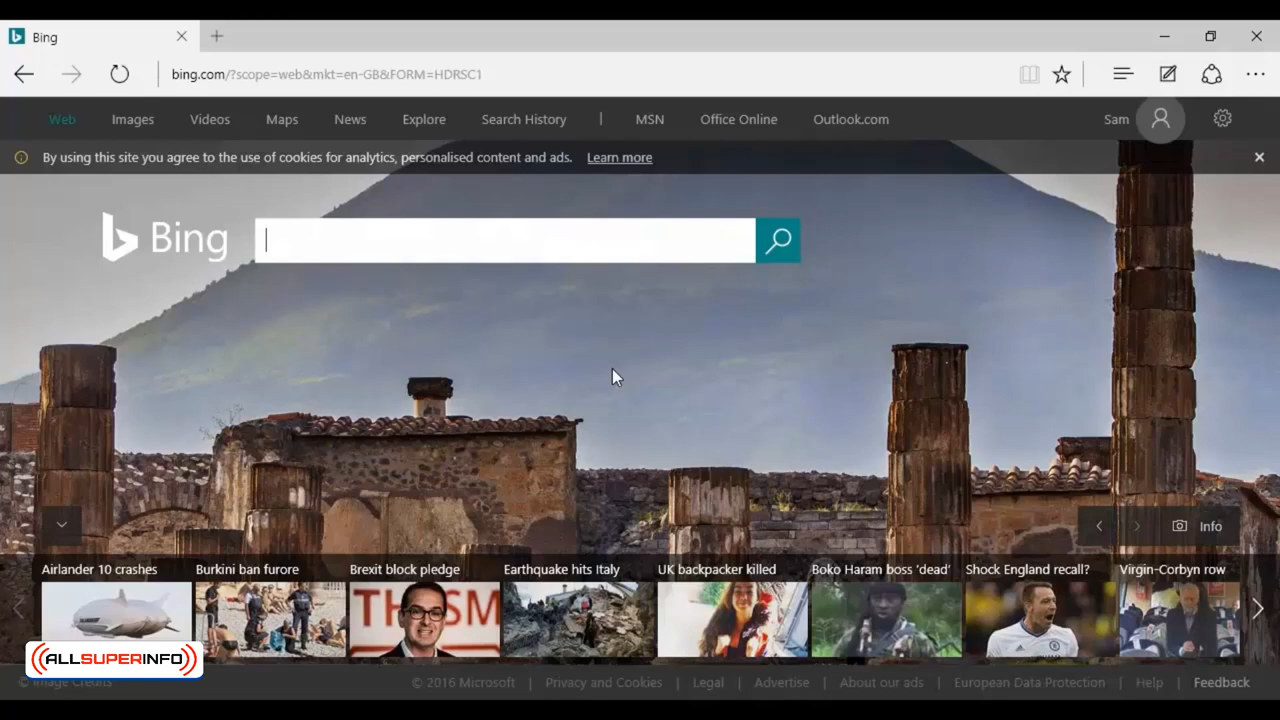 Bing
bing.com/?scope=web&mkt=en-GB&FORM=HDRSC1
Web Images Videos Maps News Explore Search History | MSN Office Online Outlook.com Sam
By using this site you agree to the use of cookies for analytics, personalised content and ads. Learn more
Bing
Info
Airlander 10 crashes Burkini ban furore Brexit block pledge Earthquake hits Italy UK backpacker killed Boko Haram boss 'dead' Shock England recall? Virgin-Corbyn row
((ALLSUPERINFO))
© Image Credits © 2016 Microsoft | Privacy and Cookies | Legal | Advertise | About our ads | European Data Protection | Help | Feedback